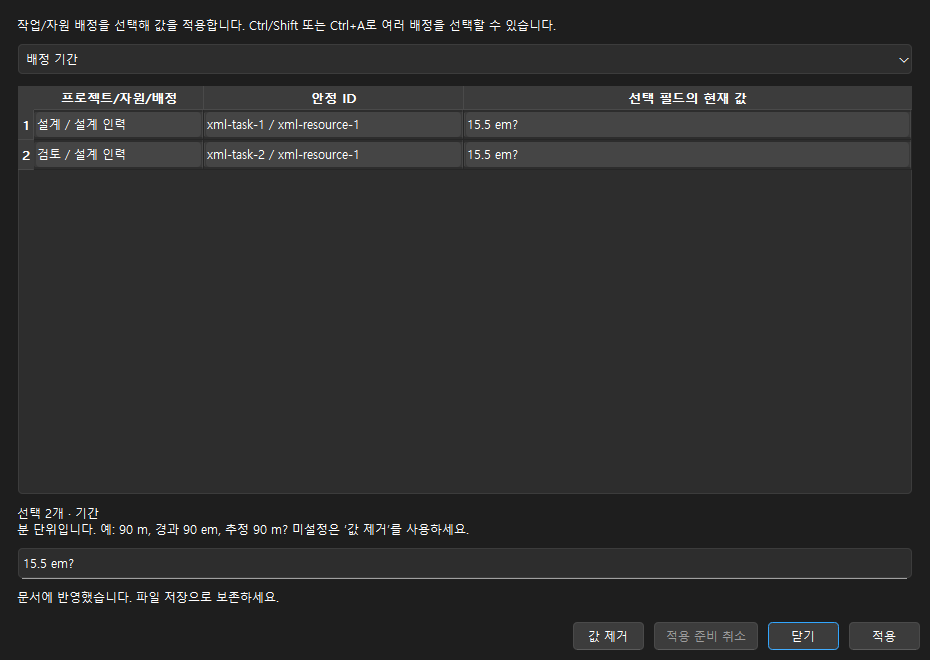 작업/자원 배정을 선택해 값을 적용합니다. Ctrl/Shift 또는 Ctrl+A로 여러 배정을 선택할 수 있습니다.
배정 기간
프로젝트/자원/배정 안정 ID 선택 필드의 현재 값
1 설계 / 설계 인력 xml-task-1 / xml-resource-1 15.5 em?
2 검토 / 설계 인력 xml-task-2 / xml-resource-1 15.5 em?
선택 2개 · 기간
분 단위입니다. 예: 90 m, 경과 90 em, 추정 90 m? 미설정은 '값 제거'를 사용하세요.
15.5 em?
문서에 반영했습니다. 파일 저장으로 보존하세요.
값 제거 적용 준비 취소 닫기 적용